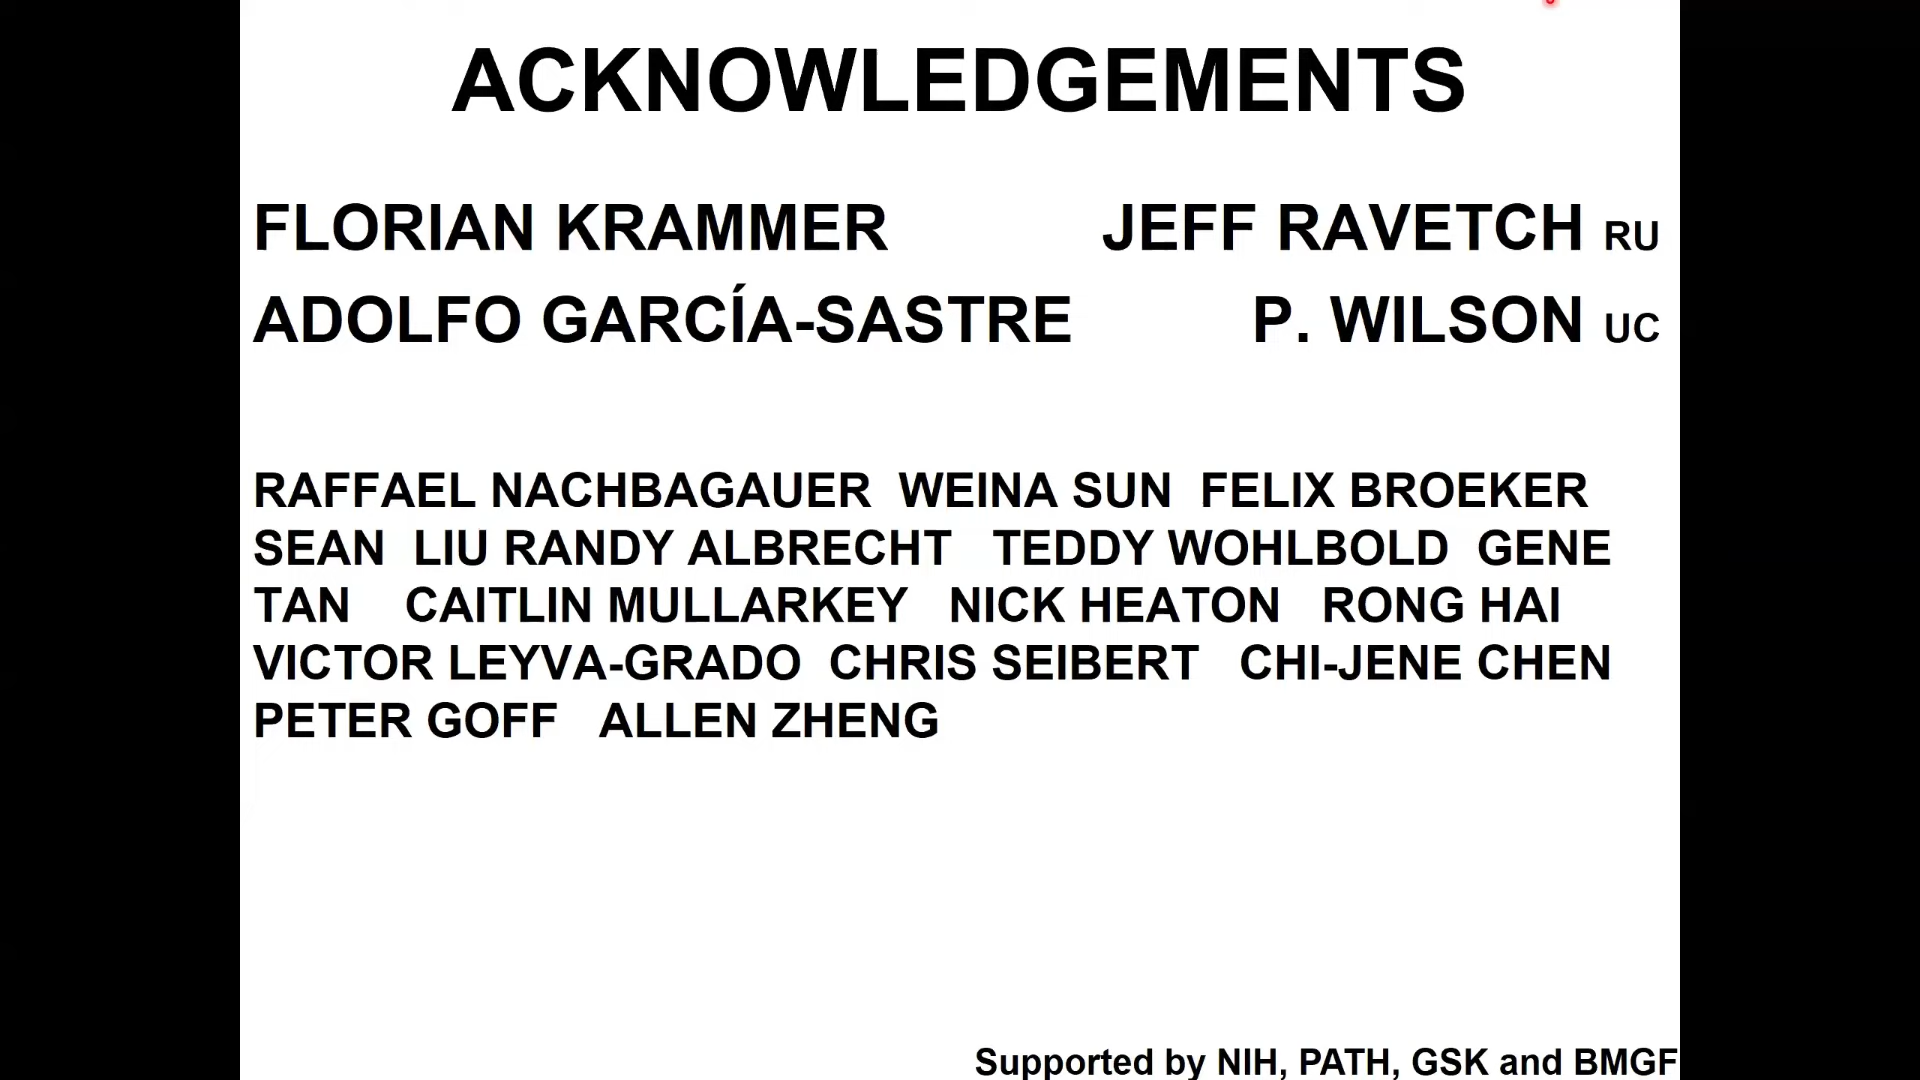 ACKNOWLEDGEMENTS
FLORIAN KRAMMER JEFF RAVETCH RU
ADOLFO GARCÍA-SASTRE P. WILSON UC
RAFFAEL NACHBAGAUER WEINA SUN FELIX BROEKER
SEAN LIU RANDY ALBRECHT TEDDY WOHLBOLD GENE
TAN CAITLIN MULLARKEY NICK HEATON RONG HAI
VICTOR LEYVA-GRADO CHRIS SEIBERT CHI-JENE CHEN
PETER GOFF ALLEN ZHENG
Supported by NIH, PATH, GSK and BMGF